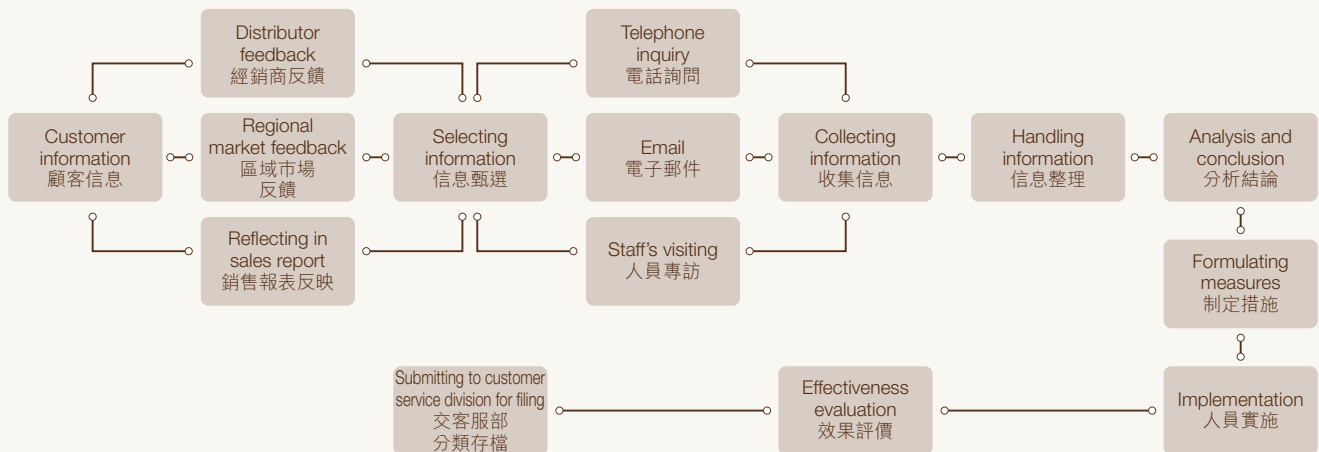 Customer
information
顧客信息
Distributor
feedback
經銷商反饋
Regional
market feedback
區域市場
反饋
Reflecting in
sales report
銷售報表反映
Selecting
information
信息甄選
Telephone
inquiry
電話詢問
Email
電子郵件
Staff's visiting
人員專訪
Collecting
information
收集信息
Handling
information
信息整理
Analysis and
conclusion
分析結論
Formulating
measures
制定措施
Implementation
人員實施
Effectiveness
evaluation
效果評價
Submitting to customer
service division for filing
交客服部
分類存檔